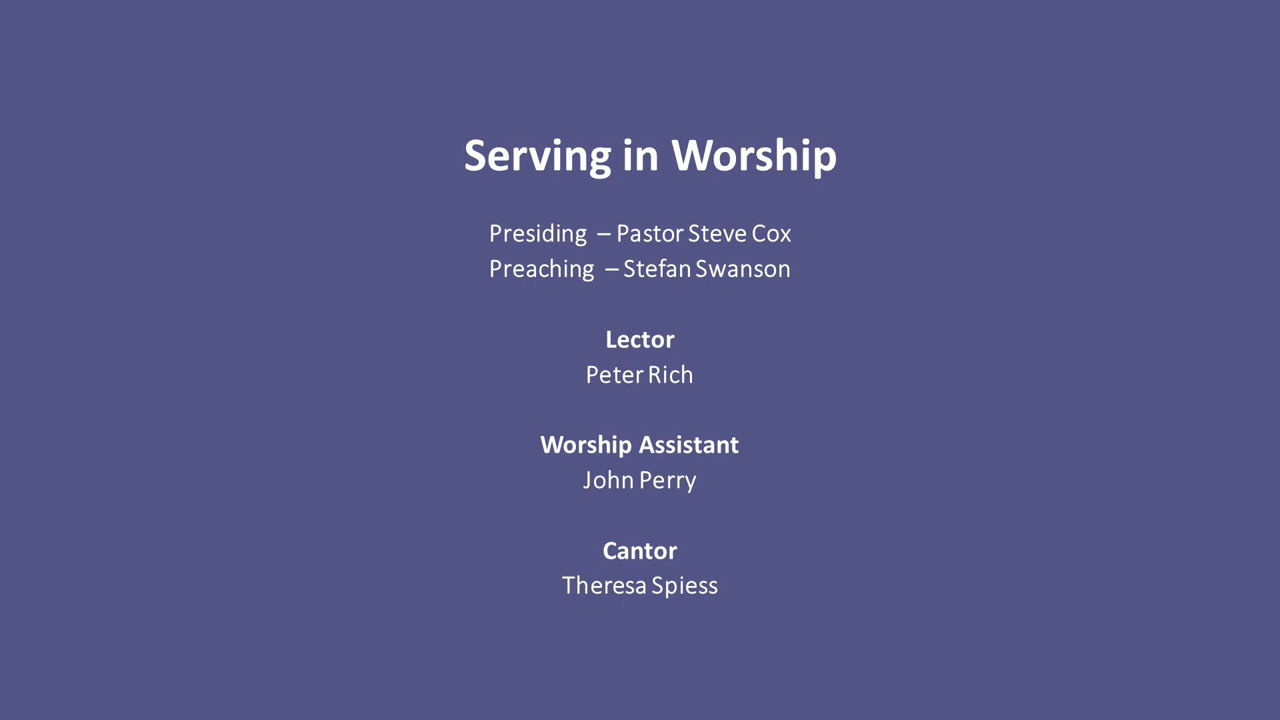 Serving in Worship
Presiding – Pastor Steve Cox
Preaching – Stefan Swanson
Lector
Peter Rich
Worship Assistant
John Perry
Cantor
Theresa Spiess